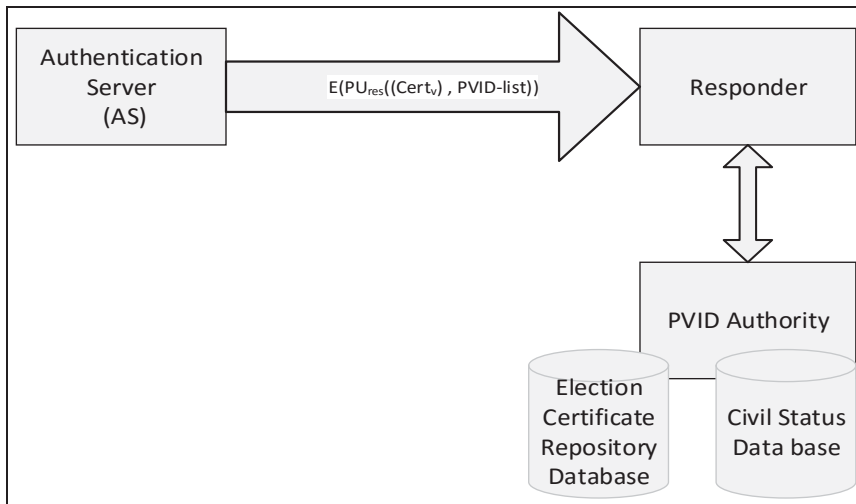 Authentication
Server
(AS)
E(PUres((Certv) , PVID-list))
Responder
PVID Authority
Election
Certificate
Repository
Database
Civil Status
Data base